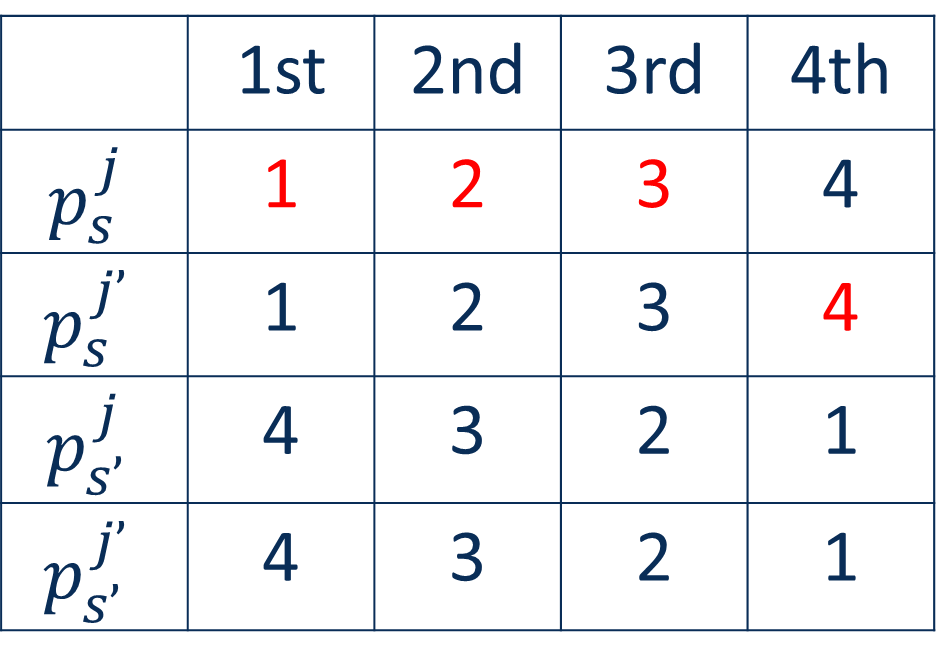 1st 2nd 3rd 4th
p_s^j 1 2 3 4
p_s^j’ 1 2 3 4
p_s’^j 4 3 2 1
p_s’^j’ 4 3 2 1